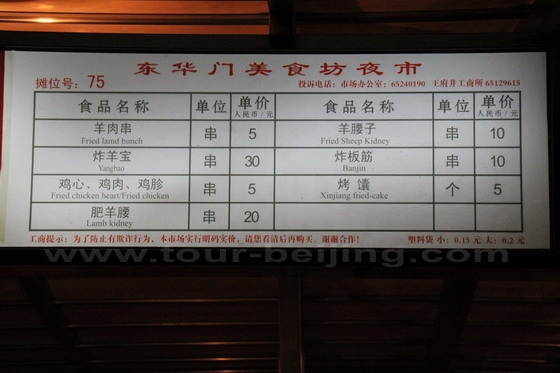 东华门美食坊夜市
摊位号：75 投诉电话：市场办公室：65240190 王府井工商所 65129615
食品名称 单位 单价 人民币/元 食品名称 单位 单价 人民币/元
羊肉串 串 5 羊腰子 串 10
Fried lamd bunch Fried Sheep Kidney
炸羊宝 串 30 炸板筋 串 10
Yangbao Banjin
鸡心、鸡肉、鸡胗 串 5 烤 馕 个 5
Fried chicken heart/Fried chicken Xinjiang fried-cake
肥羊腰 串 20
Lamb kidney
工商提示：为了防止有欺诈行为，本市场实行明码实价，请您看清后再购买。谢谢合作！ 塑料袋 小：0.15 元 大：0.2 元
www.tour-beijing.com